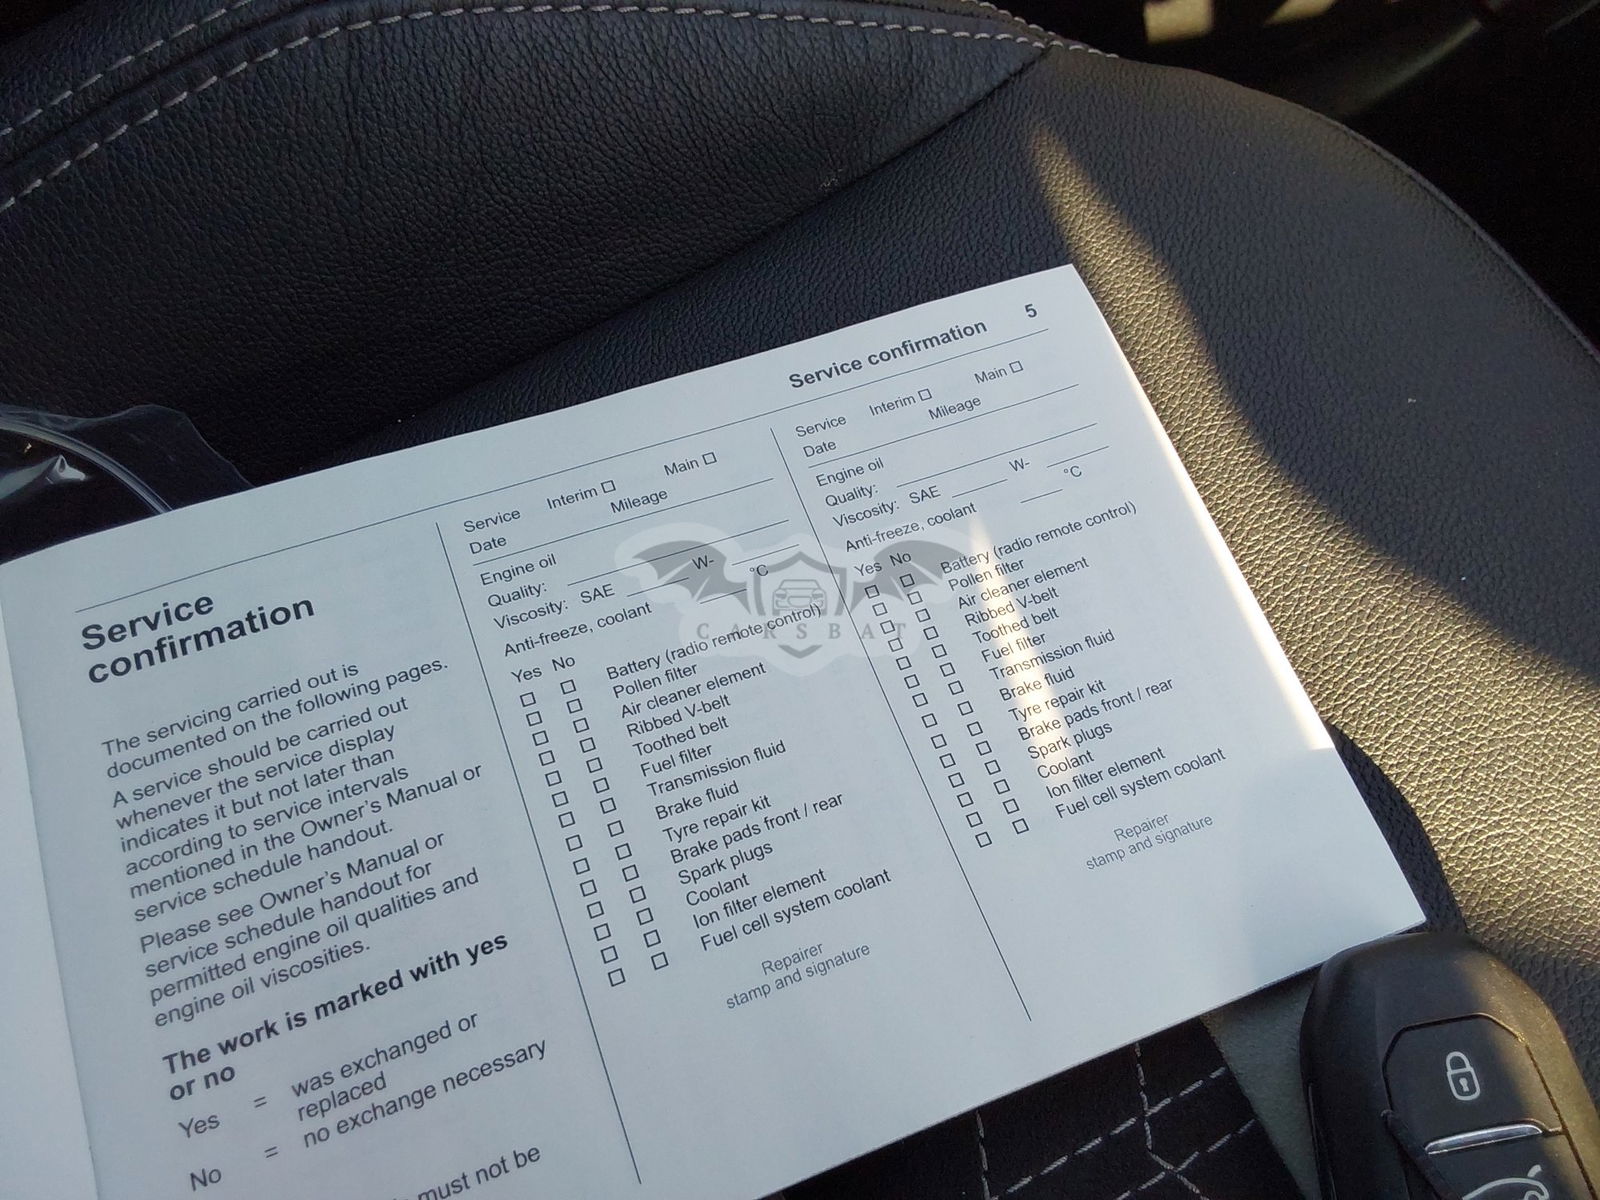 Service confirmation 5
Service
confirmation
The servicing carried out is
documented on the following pages.
A service should be carried out
whenever the service display
indicates it but not later than
according to service intervals
mentioned in the Owner's Manual or
service schedule handout.
Please see Owner's Manual or
service schedule handout for
permitted engine oil qualities and
engine oil viscosities.
The work is marked with yes
or no
Yes = was exchanged or
replaced
No = no exchange necessary
must not be
Service Interim □ Main □
Date Mileage
Engine oil
Quality:
Viscosity: SAE W-
Anti-freeze, coolant °C
Yes No
□ □ Battery (radio remote control)
□ □ Pollen filter
□ □ Air cleaner element
□ □ Ribbed V-belt
□ □ Toothed belt
□ □ Fuel filter
□ □ Transmission fluid
□ □ Brake fluid
□ □ Tyre repair kit
□ □ Brake pads front / rear
□ □ Spark plugs
□ □ Coolant
□ □ Ion filter element
□ □ Fuel cell system coolant
Repairer
stamp and signature
Service Interim □ Main □
Date Mileage
Engine oil
Quality:
Viscosity: SAE W-
Anti-freeze, coolant °C
Yes No
□ □ Battery (radio remote control)
□ □ Pollen filter
□ □ Air cleaner element
□ □ Ribbed V-belt
□ □ Toothed belt
□ □ Fuel filter
□ □ Transmission fluid
□ □ Brake fluid
□ □ Tyre repair kit
□ □ Brake pads front / rear
□ □ Spark plugs
□ □ Coolant
□ □ Ion filter element
□ □ Fuel cell system coolant
Repairer
stamp and signature
CARSBAT